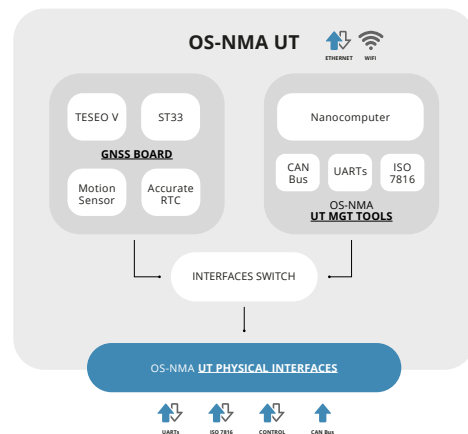 OS-NMA UT
ETHERNET WIFI
TESEO V
ST33
GNSS BOARD
Motion
Sensor
Accurate
RTC
Nanocomputer
CAN
Bus
UARTs
ISO
7816
OS-NMA
UT MGT TOOLS
INTERFACES SWITCH
OS-NMA UT PHYSICAL INTERFACES
UARTs ISO 7816 CONTROL CAN Bus